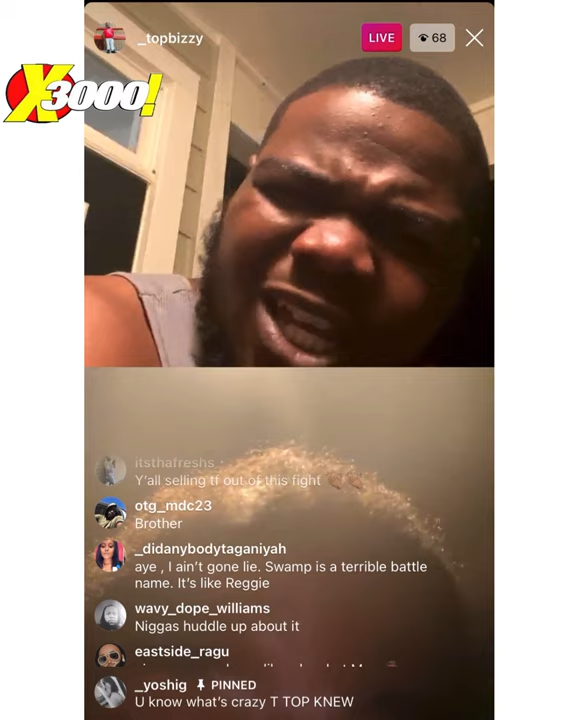 _topbizzy
LIVE
68
X3000!
itsthafreshs
Y'all selling tf out of this fight
otg_mdc23
Brother
_didanybodytaganiyah
aye , I ain't gone lie. Swamp is a terrible battle
name. It's like Reggie
wavy_dope_williams
Niggas huddle up about it
eastside_ragu
_yoshig PINNED
U know what's crazy T TOP KNEW